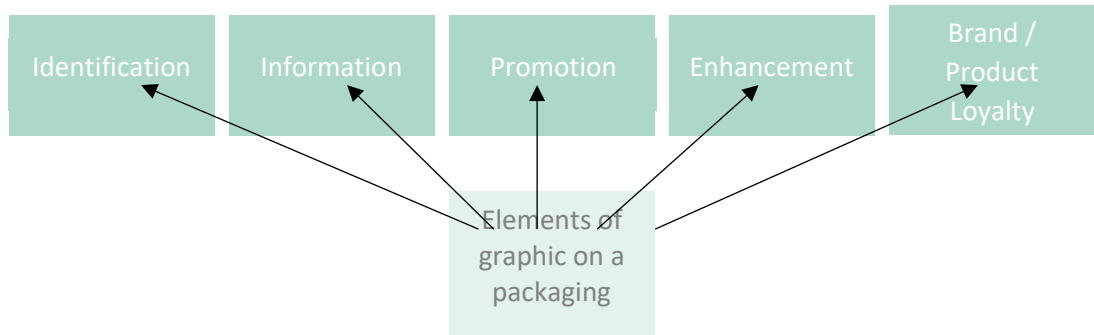 Identification
Information
Promotion
Enhancement
Brand /
Product
Loyalty
Elements of
graphic on a
packaging